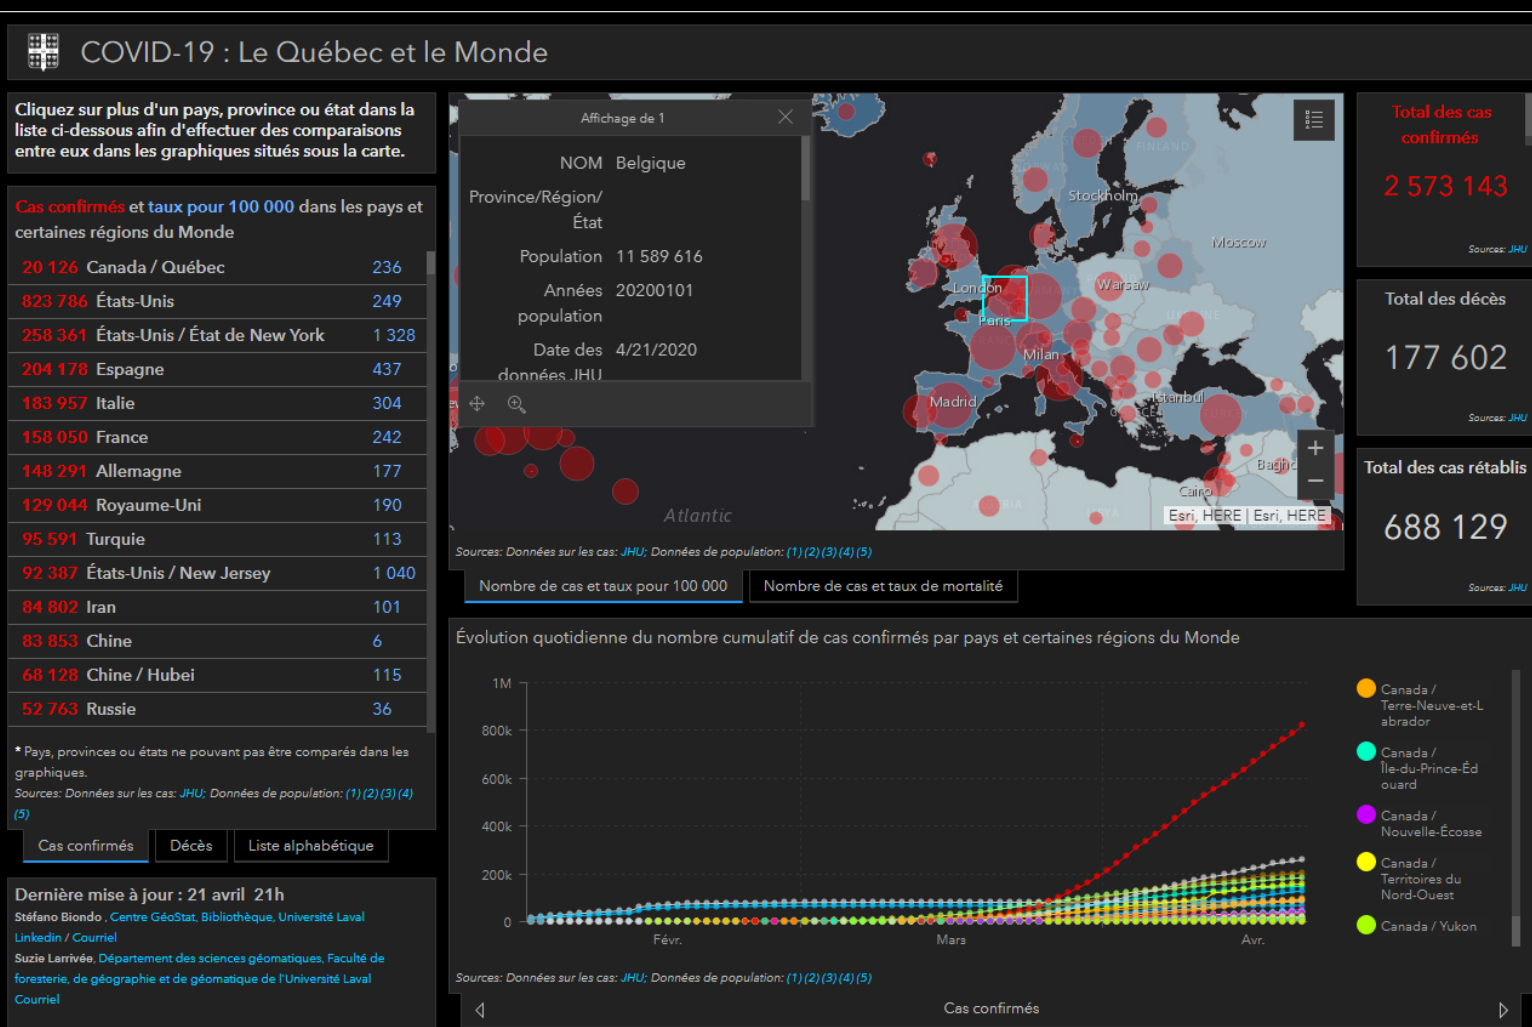 COVID-19 : Le Québec et le Monde
Cliquez sur plus d'un pays, province ou état dans la
liste ci-dessous afin d'effectuer des comparaisons
entre eux dans les graphiques situés sous la carte.
Cas confirmés et taux pour 100 000 dans les pays et
certaines régions du Monde
20 126 Canada / Québec 236
823 786 États-Unis 249
258 361 États-Unis / État de New York 1 328
204 178 Espagne 437
183 957 Italie 304
158 050 France 242
148 291 Allemagne 177
129 044 Royaume-Uni 190
95 591 Turquie 113
92 387 États-Unis / New Jersey 1 040
84 802 Iran 101
83 853 Chine 6
68 128 Chine / Hubei 115
52 763 Russie 36
* Pays, provinces ou états ne pouvant pas être comparés dans les
graphiques.
Sources: Données sur les cas: JHU; Données de population: (1)(2)(3)(4)
(5)
Cas confirmés Décès Liste alphabétique
Dernière mise à jour : 21 avril 21h
Stéfano Biondo , Centre GéoStat, Bibliothèque, Université Laval
Linkedin / Courriel
Suzie Larrivée, Département des sciences géomatiques, Faculté de
foresterie, de géographie et de géomatique de l'Université Laval
Courriel
Affichage de 1
NOM Belgique
Province/Région/
État
Population 11 589 616
Années 20200101
population
Date des 4/21/2020
données JHU
FINLAND
Stockholm
Moscow
London
Warsaw
Paris
Milan
Madrid
Istanbul
Cairo
Atlantic
Esri, HERE | Esri, HERE
Sources: Données sur les cas: JHU; Données de population: (1)(2)(3)(4)(5)
Nombre de cas et taux pour 100 000 Nombre de cas et taux de mortalité
Total des cas
confirmés
2 573 143
Sources: JHU
Total des décès
177 602
Sources: JHU
Total des cas rétablis
688 129
Sources: JHU
Évolution quotidienne du nombre cumulatif de cas confirmés par pays et certaines régions du Monde
1M
800k
600k
400k
200k
0
Févr. Mars Avr.
Canada /
Terre-Neuve-et-L
abrador
Canada /
Île-du-Prince-Éd
ouard
Canada /
Nouvelle-Écosse
Canada /
Territoires du
Nord-Ouest
Canada / Yukon
Sources: Données sur les cas: JHU; Données de population: (1)(2)(3)(4)(5)
Cas confirmés